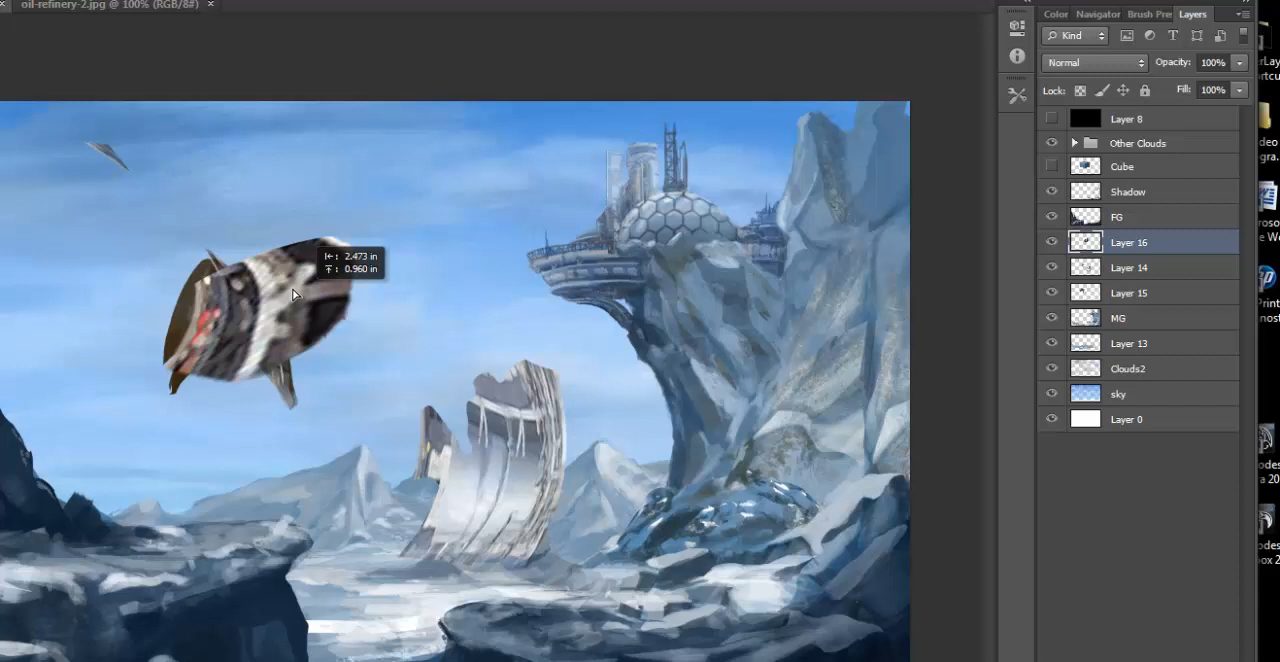 oil-refinery-2.jpg @ 100% (RGB/8#) ×
Color Navigator Brush Pre Layers
Kind
Normal Opacity: 100%
Lock: Fill: 100%
Layer 8
Other Clouds
Cube
Shadow
FG
Layer 16
Layer 14
Layer 15
MG
Layer 13
Clouds2
sky
Layer 0
2.473 in
0.960 in